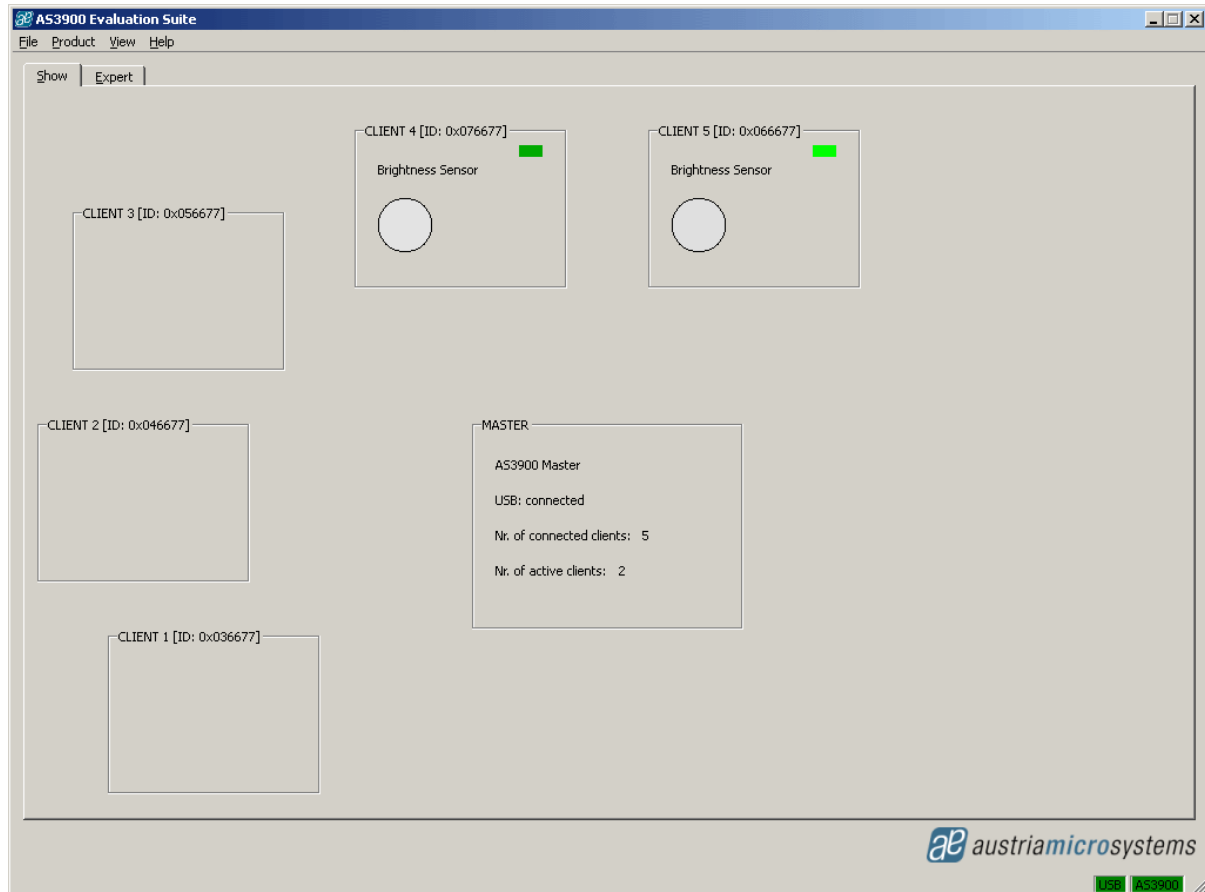 AS3900 Evaluation Suite
File Product View Help
Show Expert
CLIENT 4 [ID: 0x076677]
Brightness Sensor
CLIENT 5 [ID: 0x066677]
Brightness Sensor
CLIENT 3 [ID: 0x056677]
CLIENT 2 [ID: 0x046677]
MASTER
AS3900 Master
USB: connected
Nr. of connected clients: 5
Nr. of active clients: 2
CLIENT 1 [ID: 0x036677]
ae austriamicrosystems
USB AS3900